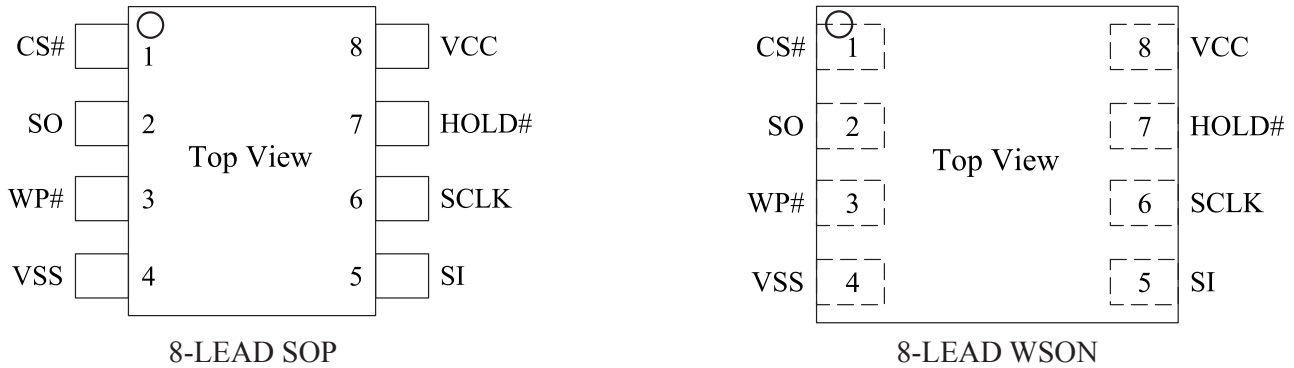 CS# 1 8 VCC
SO 2 7 HOLD#
Top View
WP# 3 6 SCLK
VSS 4 5 SI
8-LEAD SOP
CS# 1 8 VCC
SO 2 7 HOLD#
Top View
WP# 3 6 SCLK
VSS 4 5 SI
8-LEAD WSON